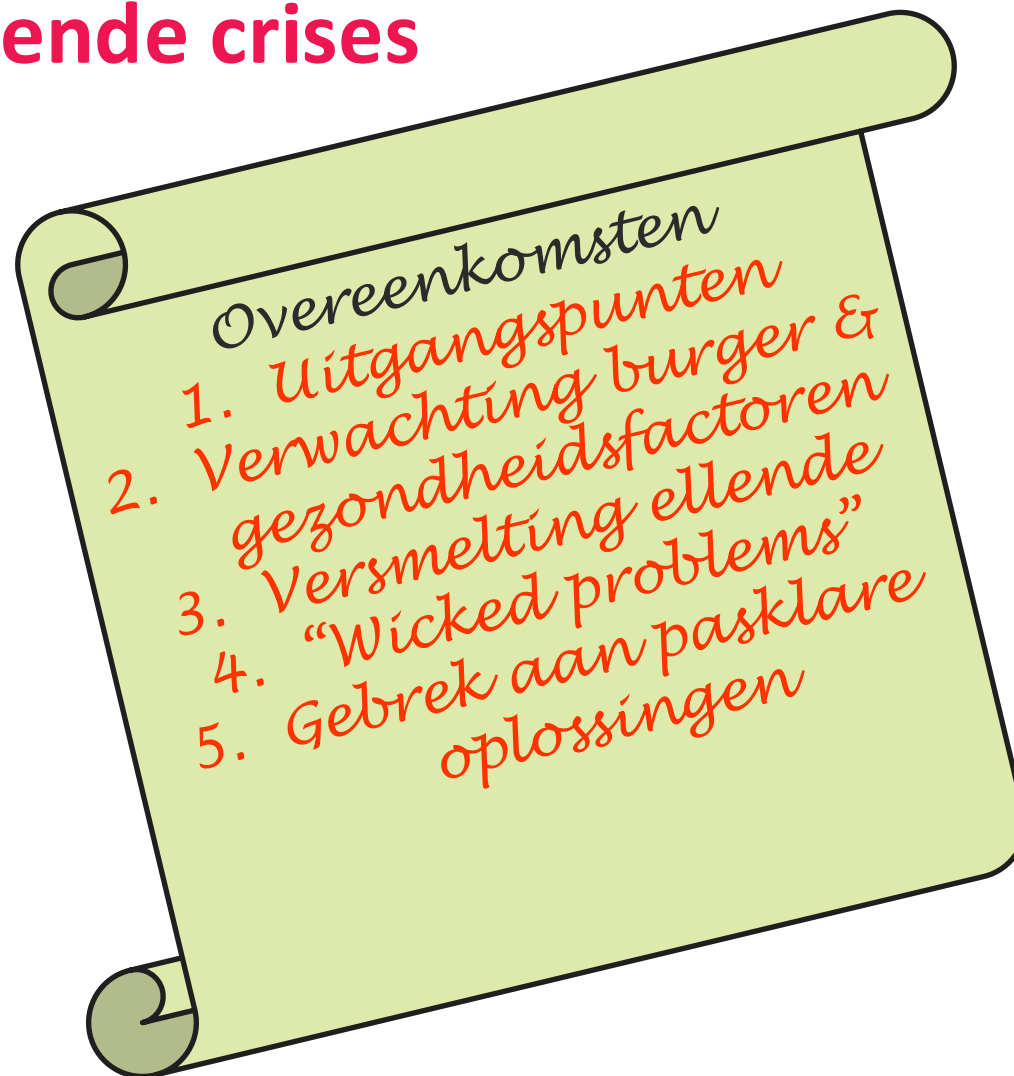 ende crises
Overeenkomsten
1. Uitgangspunten
2. Verwachting burger &
gezondheidsfactoren
3. Versmelting ellende
4. “Wicked problems”
5. Gebrek aan pasklare
oplossingen